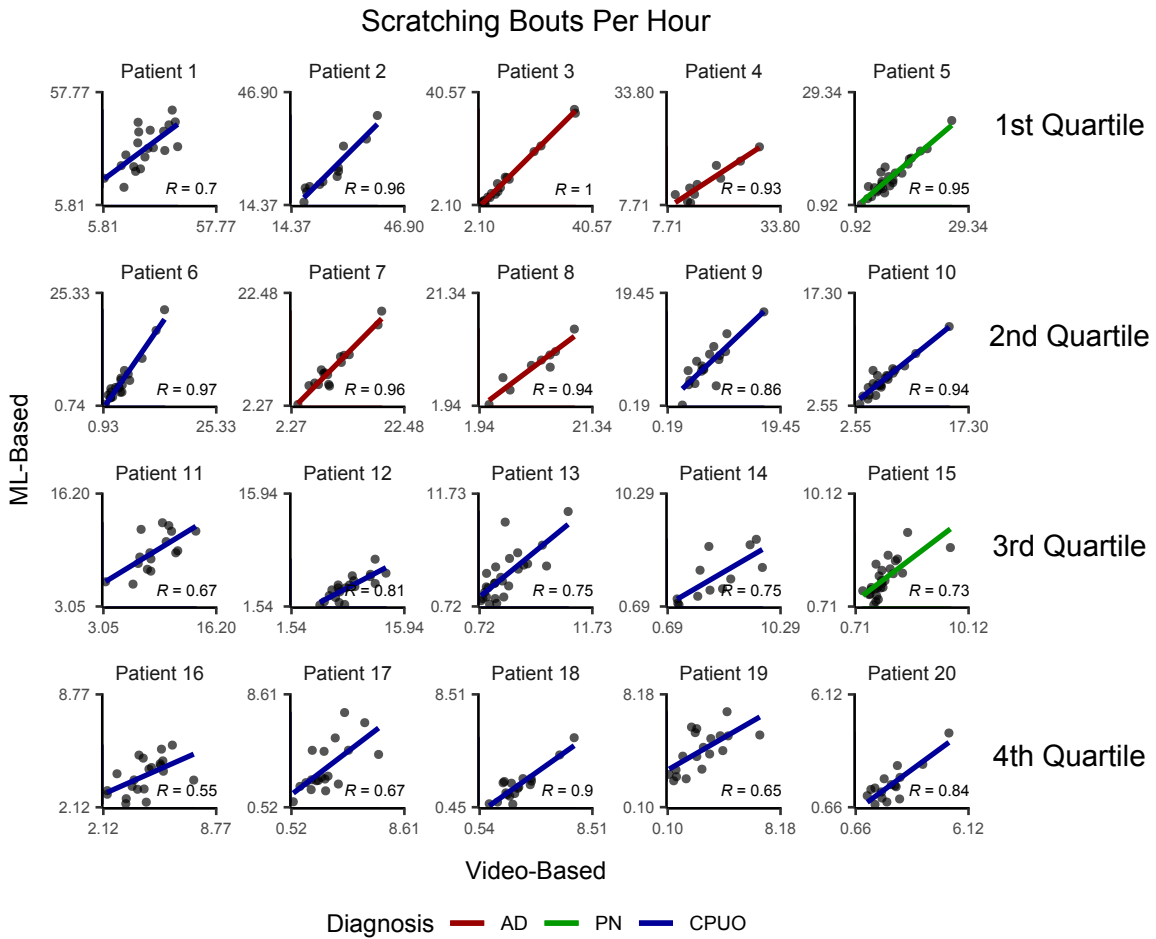 Scratching Bouts Per Hour
Patient 1 Patient 2 Patient 3 Patient 4 Patient 5
57.77 46.90 40.57 33.80 29.34
1st Quartile
R = 0.7 R = 0.96 R = 1 R = 0.93 R = 0.95
5.81 14.37 2.10 7.71 0.92
5.81 57.77 14.37 46.90 2.10 40.57 7.71 33.80 0.92 29.34
Patient 6 Patient 7 Patient 8 Patient 9 Patient 10
25.33 22.48 21.34 19.45 17.30
2nd Quartile
R = 0.97 R = 0.96 R = 0.94 R = 0.86 R = 0.94
0.74 2.27 1.94 0.19 2.55
0.93 25.33 2.27 22.48 1.94 21.34 0.19 19.45 2.55 17.30
ML-Based
Patient 11 Patient 12 Patient 13 Patient 14 Patient 15
16.20 15.94 11.73 10.29 10.12
3rd Quartile
R = 0.67 R = 0.81 R = 0.75 R = 0.75 R = 0.73
3.05 1.54 0.72 0.69 0.71
3.05 16.20 1.54 15.94 0.72 11.73 0.69 10.29 0.71 10.12
Patient 16 Patient 17 Patient 18 Patient 19 Patient 20
8.77 8.61 8.51 8.18 6.12
4th Quartile
R = 0.55 R = 0.67 R = 0.9 R = 0.65 R = 0.84
2.12 0.52 0.45 0.10 0.66
2.12 8.77 0.52 8.61 0.54 8.51 0.10 8.18 0.66 6.12
Video-Based
Diagnosis AD PN CPUO